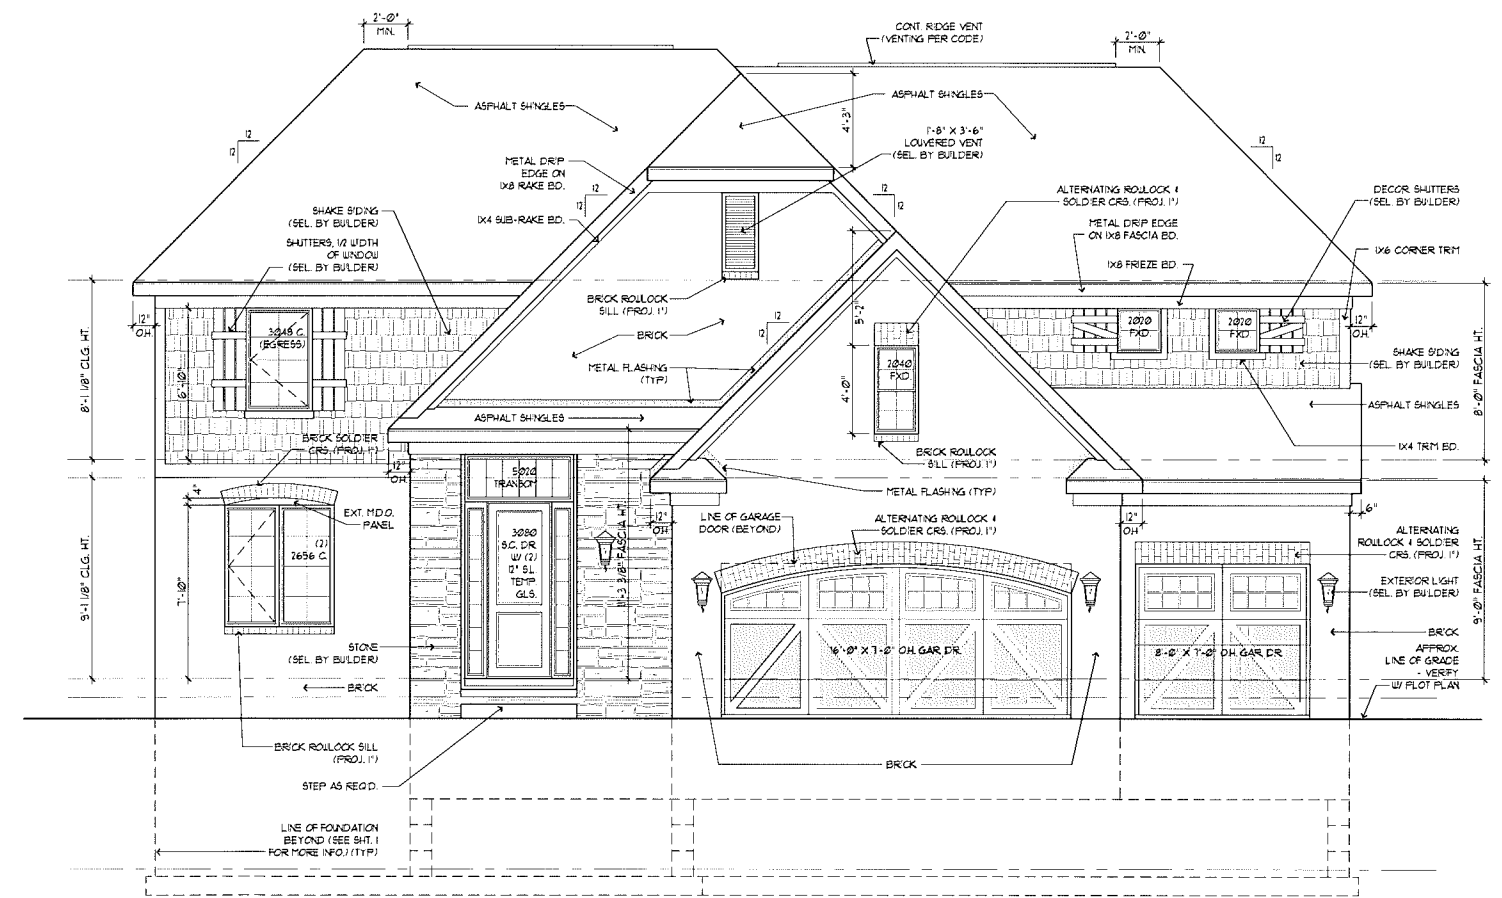 2'-0"
MIN.
CONT. RIDGE VENT
(VENTING PER CODE)
2'-0"
MIN.
ASPHALT SHINGLES
ASPHALT SHINGLES
4'-3"
12
12
1'-8" X 3'-6"
LOUVERED VENT
(SEL. BY BUILDER)
12
12
METAL DRIP
EDGE ON
1X8 RAKE BD.
12
12
12
12
ALTERNATING ROWLOCK &
SOLDIER CRS. (PROJ. 1")
DECOR. SHUTTERS
(SEL. BY BUILDER)
SHAKE SIDING
(SEL. BY BUILDER)
1X4 SUB-RAKE BD.
METAL DRIP EDGE
ON 1X8 FASCIA BD.
SHUTTERS, 1/2 WIDTH
OF WINDOW
(SEL. BY BUILDER)
1X6 CORNER TRIM
1X8 FRIEZE BD.
BRICK ROWLOCK
SILL (PROJ. 1")
5'-2"
12"
O.H.
3048 C.
(EGRESS)
2020
FXD.
2020
FXD.
12"
O.H.
BRICK
12
12
8'-1 1/8" CLG. HT.
6'-10"
METAL FLASHING
(TYP.)
2040
FXD.
4'-0"
SHAKE SIDING
(SEL. BY BUILDER)
8'-0" FASCIA HT.
ASPHALT SHINGLES
ASPHALT SHINGLES
BRICK SOLDIER
CRS. (PROJ. 1")
1X4 TRIM BD.
BRICK ROWLOCK
SILL (PROJ. 1")
12"
O.H.
5020
TRANSOM
METAL FLASHING (TYP.)
4"
EXT. M.D.O.
PANEL
12"
O.H.
LINE OF GARAGE
DOOR (BEYOND)
ALTERNATING ROWLOCK &
SOLDIER CRS. (PROJ. 1")
12"
O.H.
6"
ALTERNATING
ROWLOCK & SOLDIER
CRS. (PROJ. 1")
3080
S.C. DR.
W/ (2)
12" SL.
TEMP.
GLS.
(2)
2656 C.
11'-3 3/8" FASCIA HT.
9'-1 1/8" CLG. HT.
7'-10"
EXTERIOR LIGHT
(SEL. BY BUILDER)
9'-0" FASCIA HT.
BRICK
STONE
(SEL. BY BUILDER)
16'-0" X 7'-0" O.H. GAR. DR.
8'-0" X 7'-0" O.H. GAR. DR.
APPROX.
LINE OF GRADE
- VERIFY
W/ PLOT PLAN
BRICK
BRICK ROWLOCK SILL
(PROJ. 1")
BRICK
STEP AS REQ'D.
LINE OF FOUNDATION
BEYOND (SEE SHT. 1
FOR MORE INFO.) (TYP.)